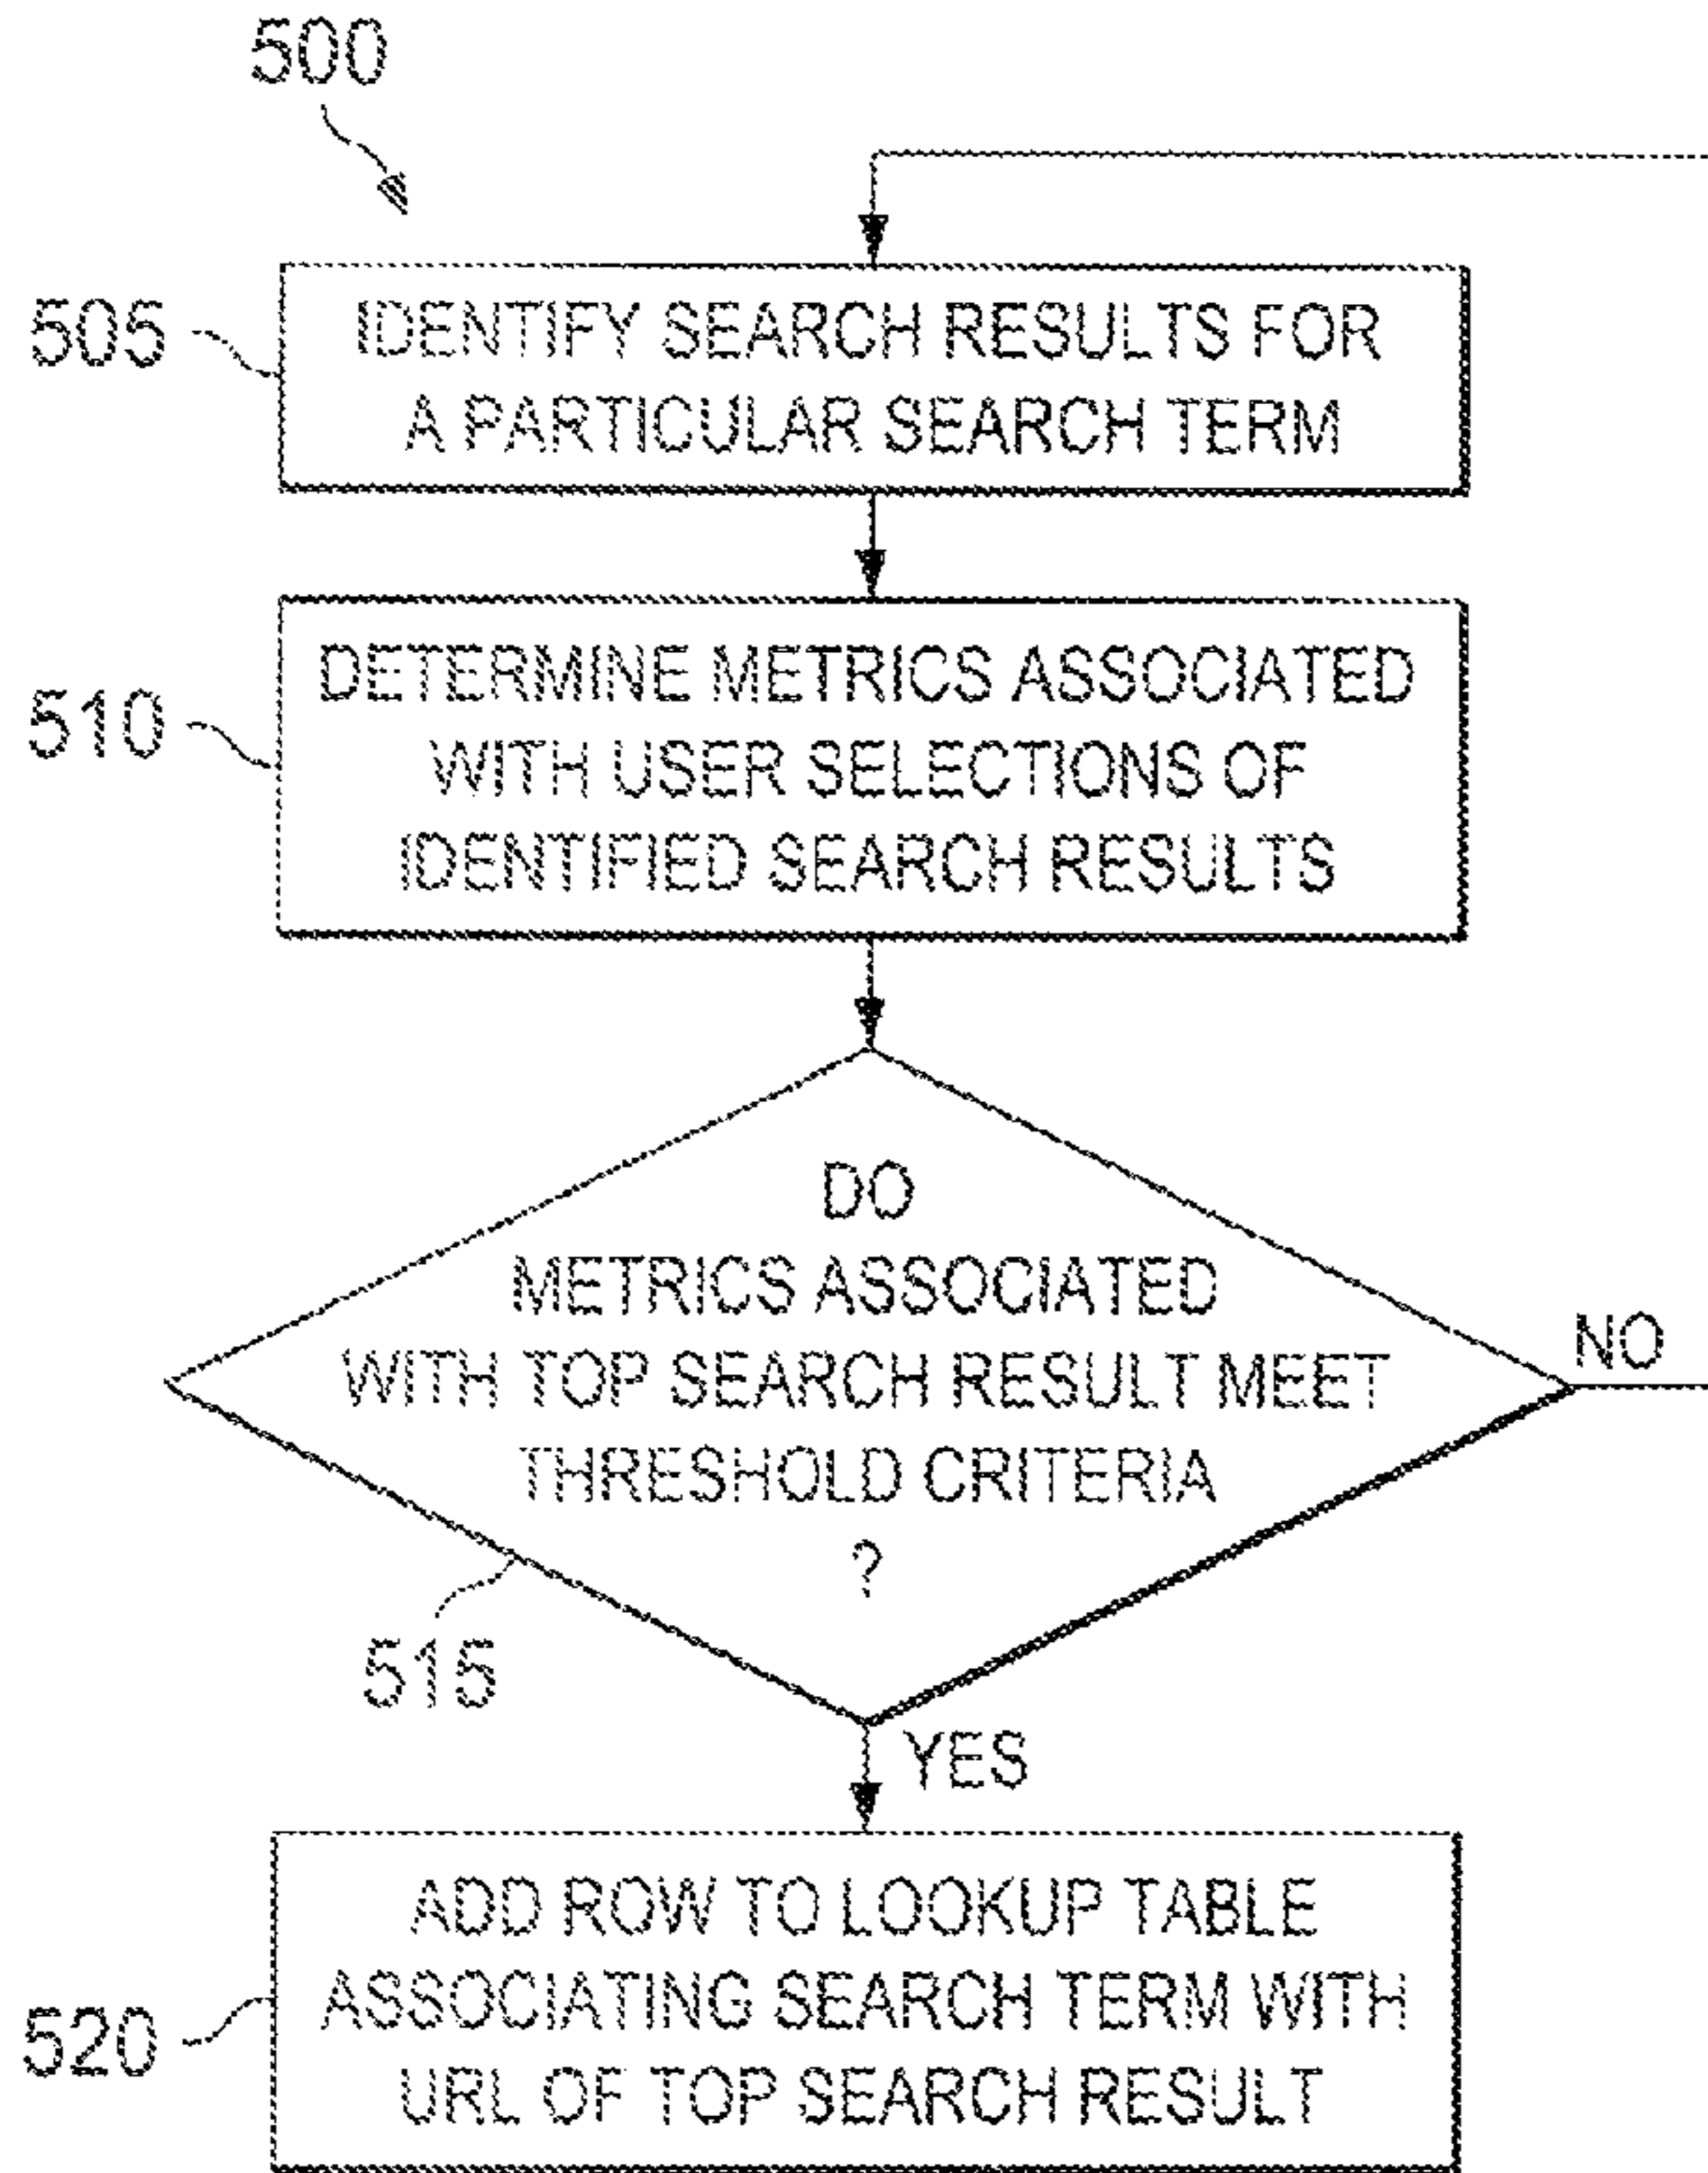 500
505
IDENTIFY SEARCH RESULTS FOR
A PARTICULAR SEARCH TERM
510
DETERMINE METRICS ASSOCIATED
WITH USER SELECTIONS OF
IDENTIFIED SEARCH RESULTS
DO
METRICS ASSOCIATED
WITH TOP SEARCH RESULT MEET
THRESHOLD CRITERIA
?
NO
515
YES
520
ADD ROW TO LOOKUP TABLE
ASSOCIATING SEARCH TERM WITH
URL OF TOP SEARCH RESULT